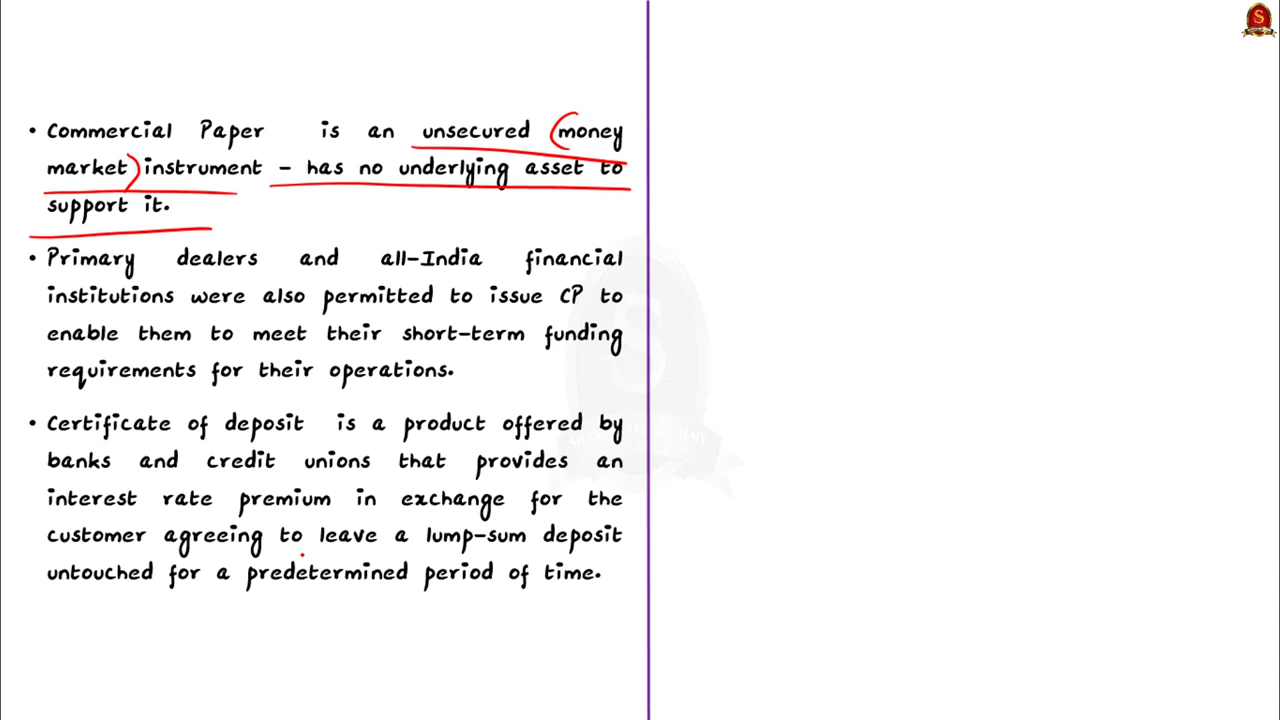 • Commercial Paper is an unsecured (money
market) instrument - has no underlying asset to
support it.
• Primary dealers and all-India financial
institutions were also permitted to issue CP to
enable them to meet their short-term funding
requirements for their operations.
• Certificate of deposit is a product offered by
banks and credit unions that provides an
interest rate premium in exchange for the
customer agreeing to leave a lump-sum deposit
untouched for a predetermined period of time.